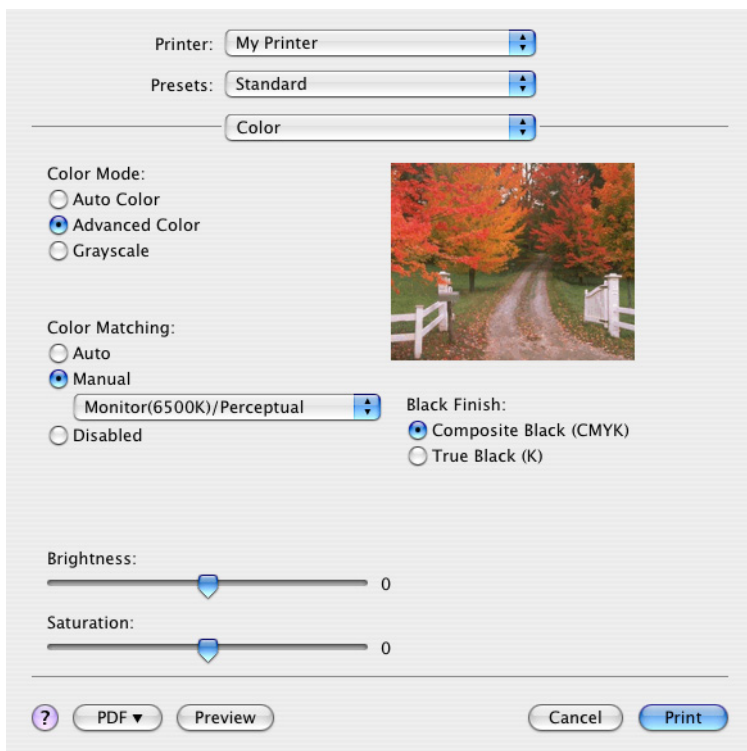 Printer: My Printer
Presets: Standard
Color
Color Mode:
Auto Color
Advanced Color
Grayscale
Color Matching:
Auto
Manual
Monitor(6500K)/Perceptual
Disabled
Black Finish:
Composite Black (CMYK)
True Black (K)
Brightness:
0
Saturation:
0
? PDF▼ Preview Cancel Print